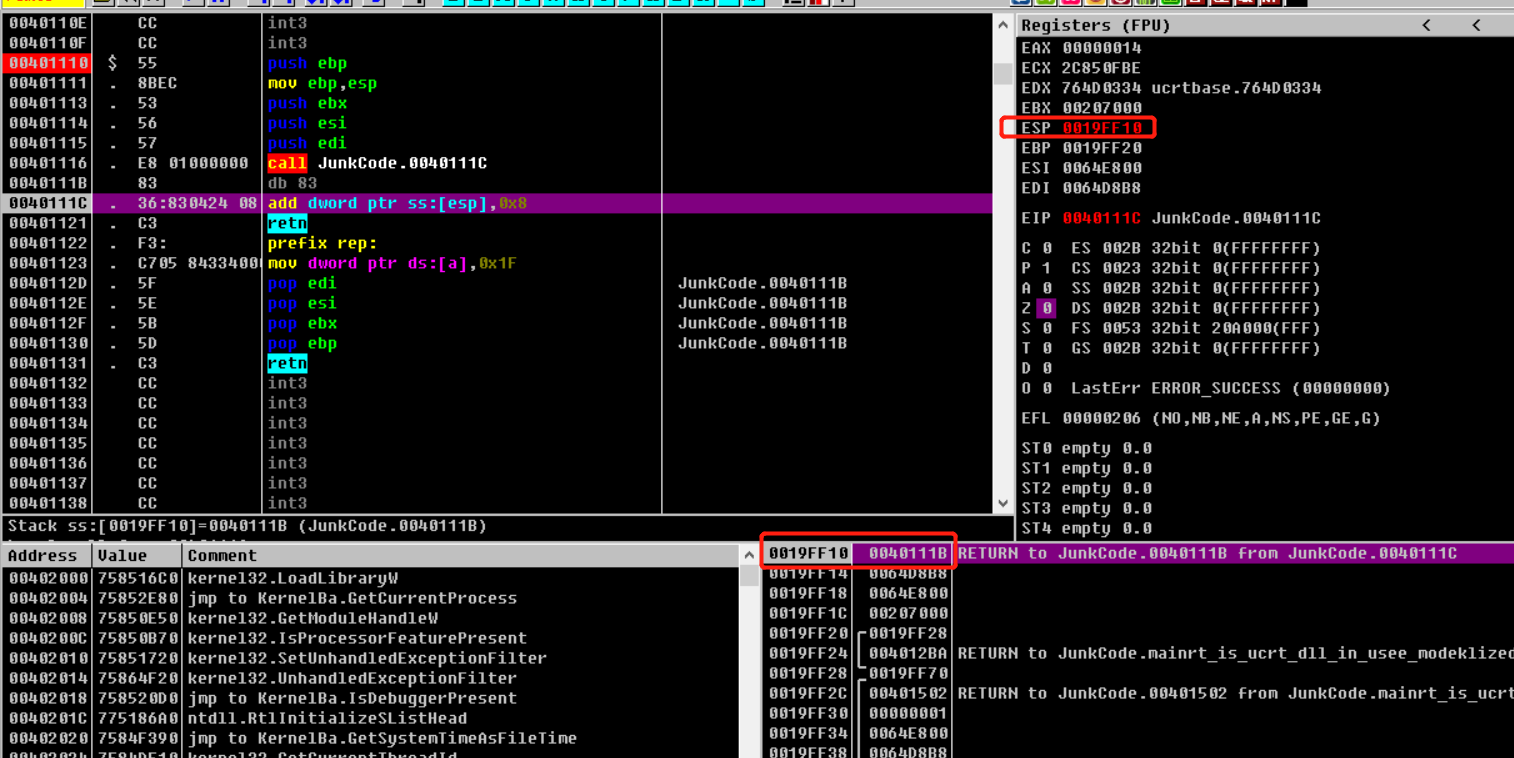 0040110E CC int3
0040110F CC int3
00401110 $ 55 push ebp
00401111 . 8BEC mov ebp,esp
00401113 . 53 push ebx
00401114 . 56 push esi
00401115 . 57 push edi
00401116 . E8 01000000 call JunkCode.0040111C
0040111B 83 db 83
0040111C . 36:830424 08 add dword ptr ss:[esp],0x8
00401121 . C3 retn
00401122 . F3: prefix rep:
00401123 . C705 84334000 mov dword ptr ds:[a],0x1F
0040112D . 5F pop edi JunkCode.0040111B
0040112E . 5E pop esi JunkCode.0040111B
0040112F . 5B pop ebx JunkCode.0040111B
00401130 . 5D pop ebp JunkCode.0040111B
00401131 . C3 retn
00401132 CC int3
00401133 CC int3
00401134 CC int3
00401135 CC int3
00401136 CC int3
00401137 CC int3
00401138 CC int3
Stack ss:[0019FF10]=0040111B (JunkCode.0040111B)
Registers (FPU) < <
EAX 00000014
ECX 2C850FBE
EDX 764D0334 ucrtbase.764D0334
EBX 00207000
ESP 0019FF10
EBP 0019FF20
ESI 0064E800
EDI 0064D8B8
EIP 0040111C JunkCode.0040111C
C 0 ES 002B 32bit 0(FFFFFFFF)
P 1 CS 0023 32bit 0(FFFFFFFF)
A 0 SS 002B 32bit 0(FFFFFFFF)
Z 0 DS 002B 32bit 0(FFFFFFFF)
S 0 FS 0053 32bit 20A000(FFF)
T 0 GS 002B 32bit 0(FFFFFFFF)
D 0
O 0 LastErr ERROR_SUCCESS (00000000)
EFL 00000206 (NO,NB,NE,A,NS,PE,GE,G)
ST0 empty 0.0
ST1 empty 0.0
ST2 empty 0.0
ST3 empty 0.0
ST4 empty 0.0
Address Value Comment
00402000 758516C0 kernel32.LoadLibraryW
00402004 75852E80 jmp to KernelBa.GetCurrentProcess
00402008 75850E50 kernel32.GetModuleHandleW
0040200C 75850B70 kernel32.IsProcessorFeaturePresent
00402010 75851720 kernel32.SetUnhandledExceptionFilter
00402014 75864F20 kernel32.UnhandledExceptionFilter
00402018 758520D0 jmp to KernelBa.IsDebuggerPresent
0040201C 775186A0 ntdll.RtlInitializeSListHead
00402020 7584F390 jmp to KernelBa.GetSystemTimeAsFileTime
0019FF10 0040111B RETURN to JunkCode.0040111B from JunkCode.0040111C
0019FF14 0064D8B8
0019FF18 0064E800
0019FF1C 00207000
0019FF20 0019FF28
0019FF24 004012BA RETURN to JunkCode.mainrt_is_ucrt_dll_in_usee_modeklized
0019FF28 0019FF70
0019FF2C 00401502 RETURN to JunkCode.00401502 from JunkCode.mainrt_is_ucrt
0019FF30 00000001
0019FF34 0064E800
0019FF38 0064D8B8